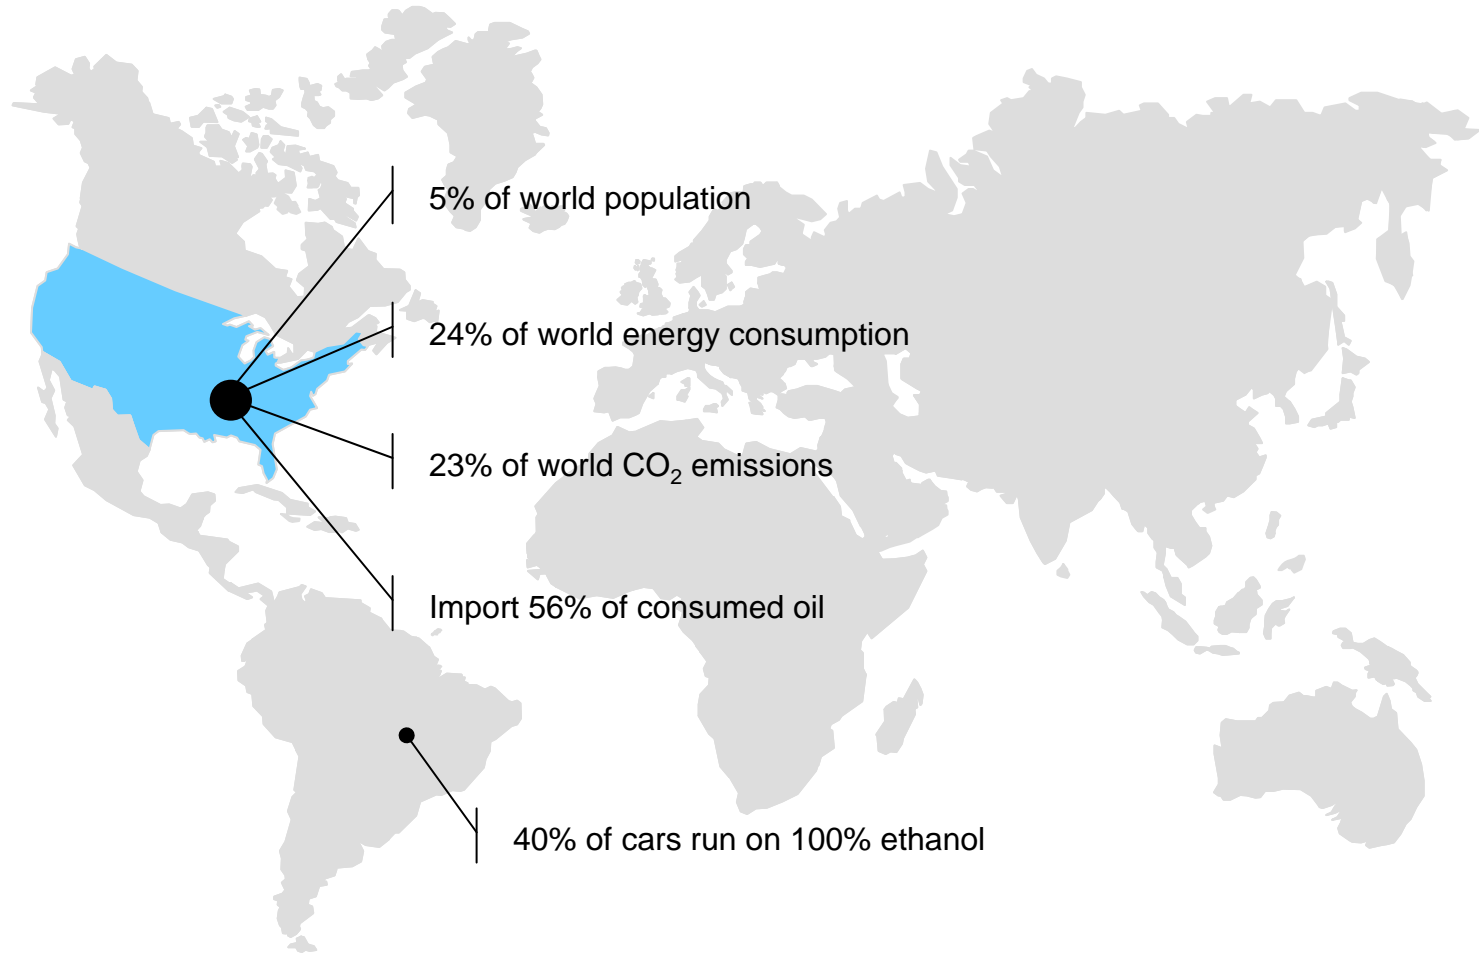 5% of world population
24% of world energy consumption
23% of world CO₂ emissions
Import 56% of consumed oil
40% of cars run on 100% ethanol